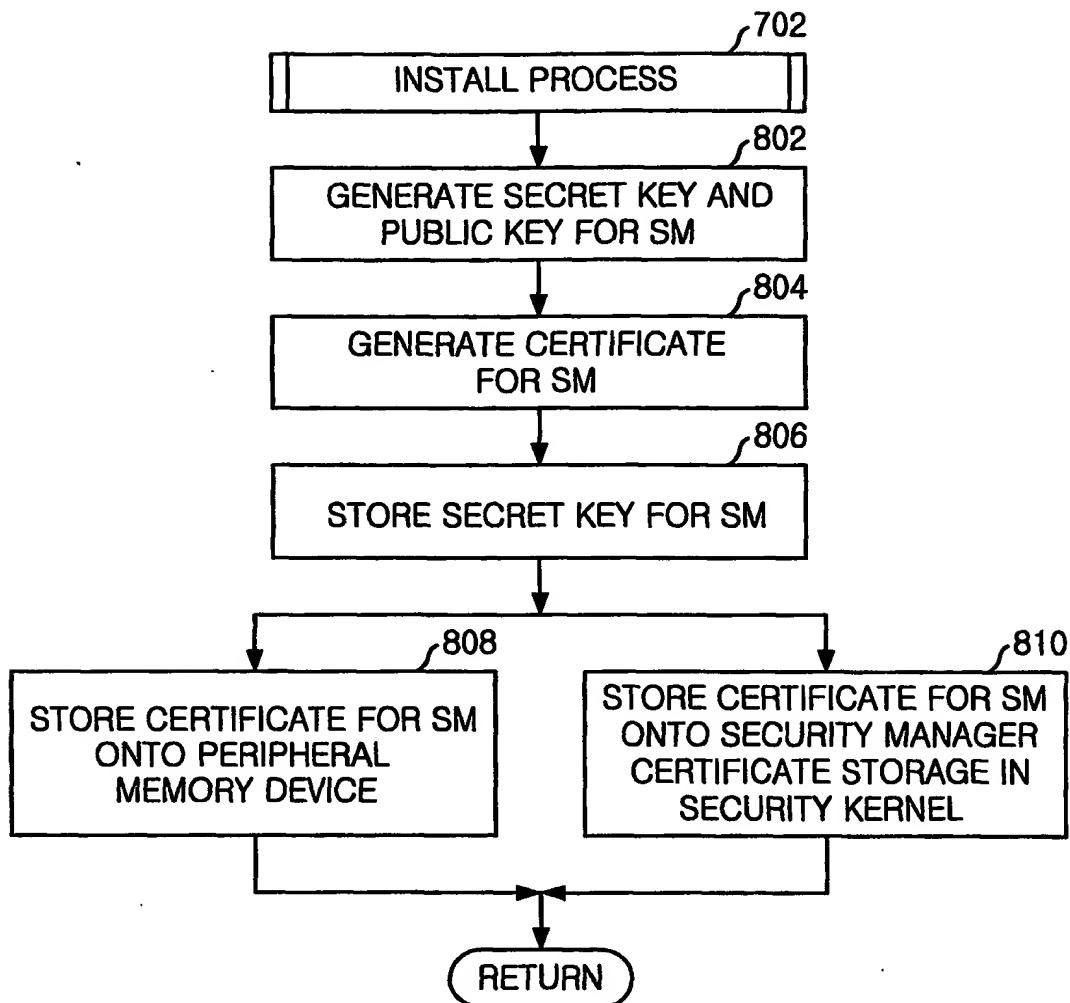 702
INSTALL PROCESS
802
GENERATE SECRET KEY AND
PUBLIC KEY FOR SM
804
GENERATE CERTIFICATE
FOR SM
806
STORE SECRET KEY FOR SM
808
STORE CERTIFICATE FOR SM
ONTO PERIPHERAL
MEMORY DEVICE
810
STORE CERTIFICATE FOR SM
ONTO SECURITY MANAGER
CERTIFICATE STORAGE IN
SECURITY KERNEL
RETURN